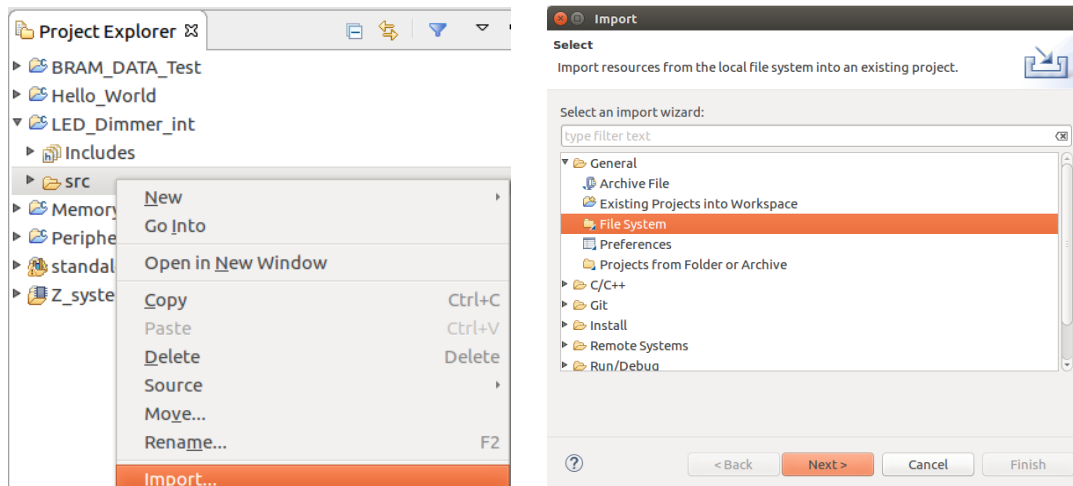 Project Explorer
BRAM_DATA_Test
Hello_World
LED_Dimmer_int
Includes
src
Memory
Periphe
standal
Z_syste
New
Go Into
Open in New Window
Copy Ctrl+C
Paste Ctrl+V
Delete Delete
Source
Move...
Rename... F2
Import...
Import
Select
Import resources from the local file system into an existing project.
Select an import wizard:
type filter text
General
Archive File
Existing Projects into Workspace
File System
Preferences
Projects from Folder or Archive
C/C++
Git
Install
Remote Systems
Run/Debug
? < Back Next > Cancel Finish